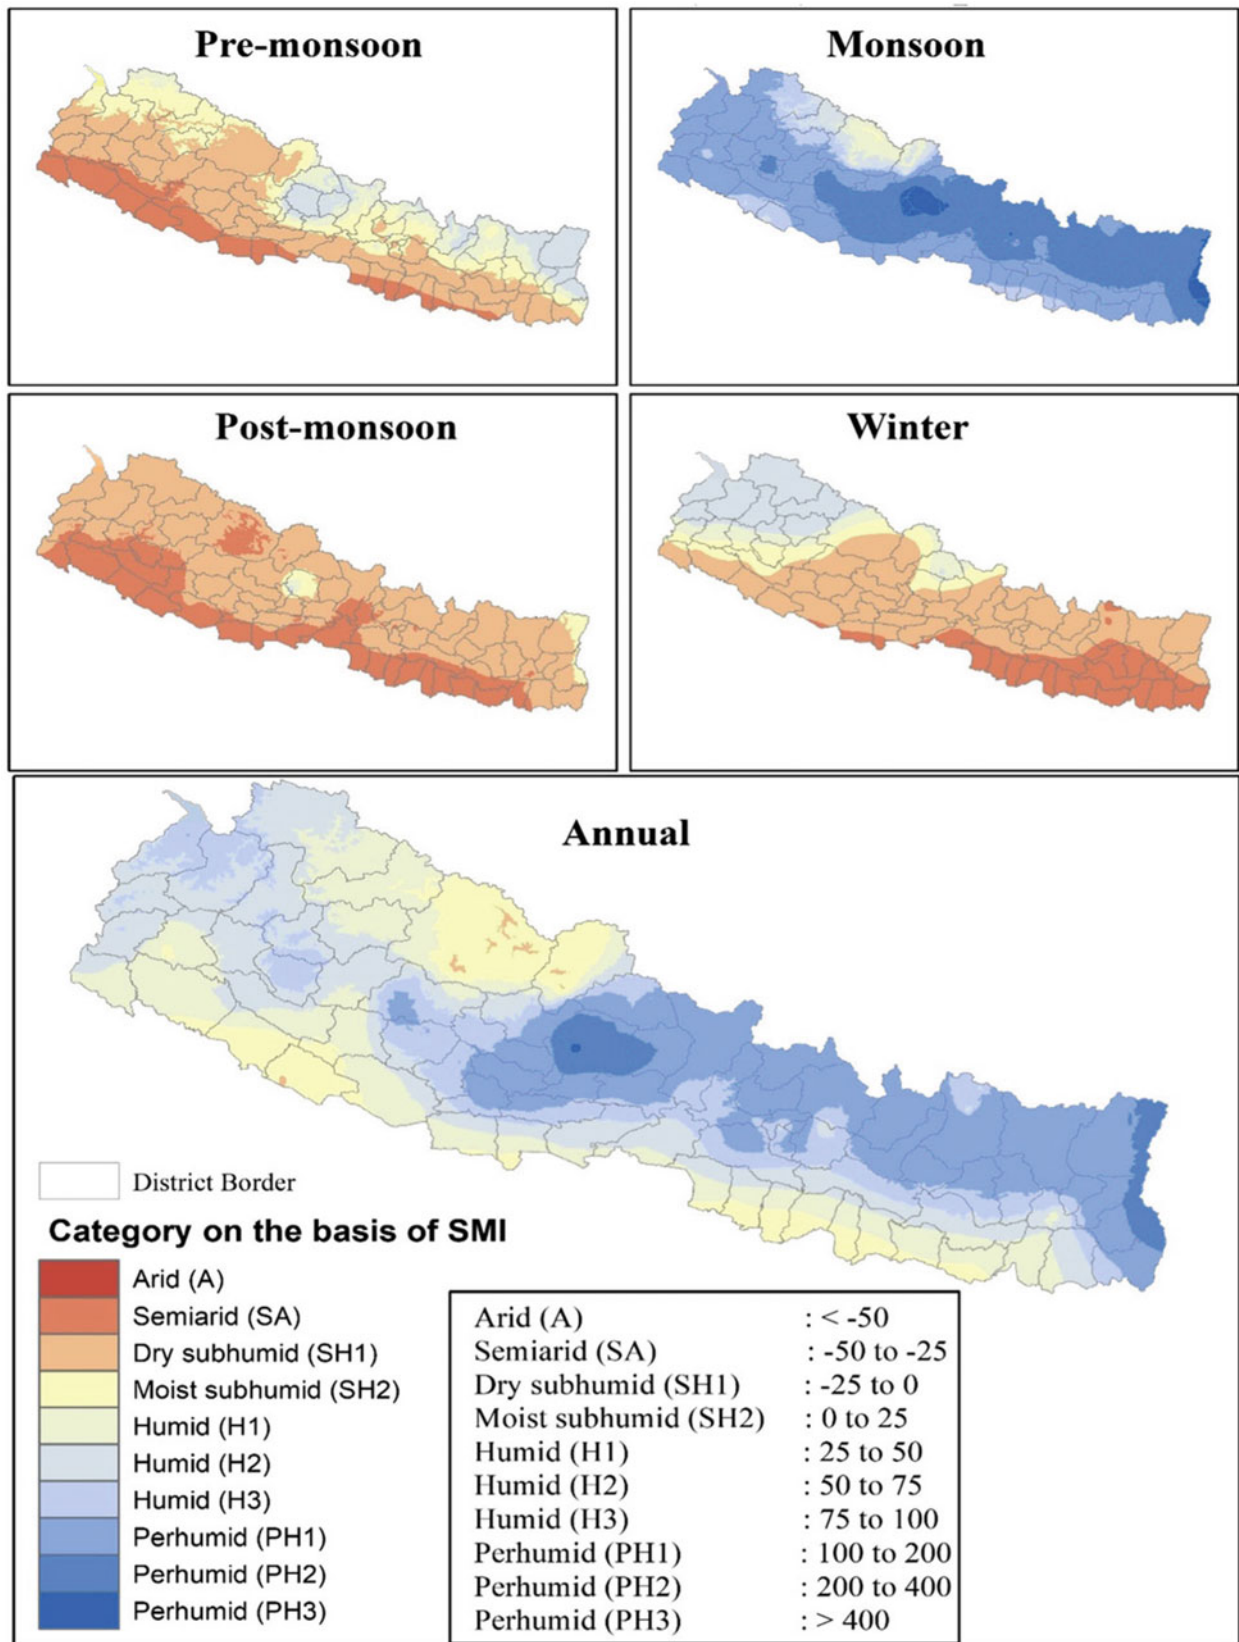 Pre-monsoon
Monsoon
Post-monsoon
Winter
Annual
District Border
Category on the basis of SMI
Arid (A)
Semiarid (SA)
Dry subhumid (SH1)
Moist subhumid (SH2)
Humid (H1)
Humid (H2)
Humid (H3)
Perhumid (PH1)
Perhumid (PH2)
Perhumid (PH3)
Arid (A) : < -50
Semiarid (SA) : -50 to -25
Dry subhumid (SH1) : -25 to 0
Moist subhumid (SH2) : 0 to 25
Humid (H1) : 25 to 50
Humid (H2) : 50 to 75
Humid (H3) : 75 to 100
Perhumid (PH1) : 100 to 200
Perhumid (PH2) : 200 to 400
Perhumid (PH3) : > 400